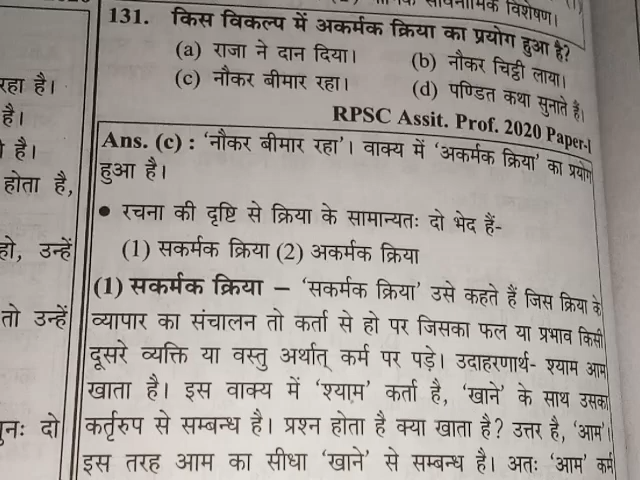 सार्वनामिक विशेषण।
131. किस विकल्प में अकर्मक क्रिया का प्रयोग हुआ है?
(a) राजा ने दान दिया।
(b) नौकर चिट्ठी लाया।
(c) नौकर बीमार रहा।
(d) पण्डित कथा सुनाते हैं।
RPSC Assit. Prof. 2020 Paper-I
Ans. (c) : ‘नौकर बीमार रहा’। वाक्य में ‘अकर्मक क्रिया’ का प्रयोग
हुआ है।
• रचना की दृष्टि से क्रिया के सामान्यतः दो भेद हैं-
(1) सकर्मक क्रिया (2) अकर्मक क्रिया
(1) सकर्मक क्रिया – ‘सकर्मक क्रिया’ उसे कहते हैं जिस क्रिया के
व्यापार का संचालन तो कर्ता से हो पर जिसका फल या प्रभाव किसी
दूसरे व्यक्ति या वस्तु अर्थात् कर्म पर पड़े। उदाहरणार्थ- श्याम आम
खाता है। इस वाक्य में ‘श्याम’ कर्ता है, ‘खाने’ के साथ उसका
कर्तृरुप से सम्बन्ध है। प्रश्न होता है क्या खाता है? उत्तर है, ‘आम’।
इस तरह आम का सीधा ‘खाने’ से सम्बन्ध है। अतः ‘आम’ कर्म
रहा है।
है।
है।
होता है,
हो, उन्हें
तो उन्हें
पुनः दो